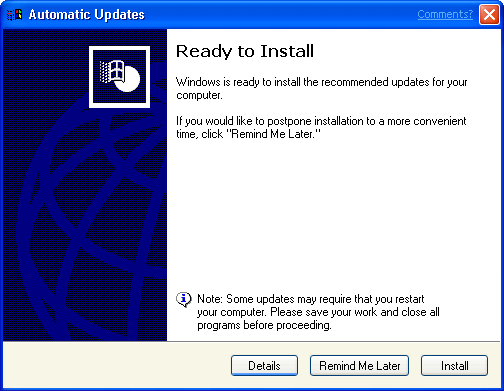 Automatic Updates
Comments?
Ready to Install
Windows is ready to install the recommended updates for your
computer.
If you would like to postpone installation to a more convenient
time, click "Remind Me Later."
Note: Some updates may require that you restart
your computer. Please save your work and close all
programs before proceeding.
Details
Remind Me Later
Install